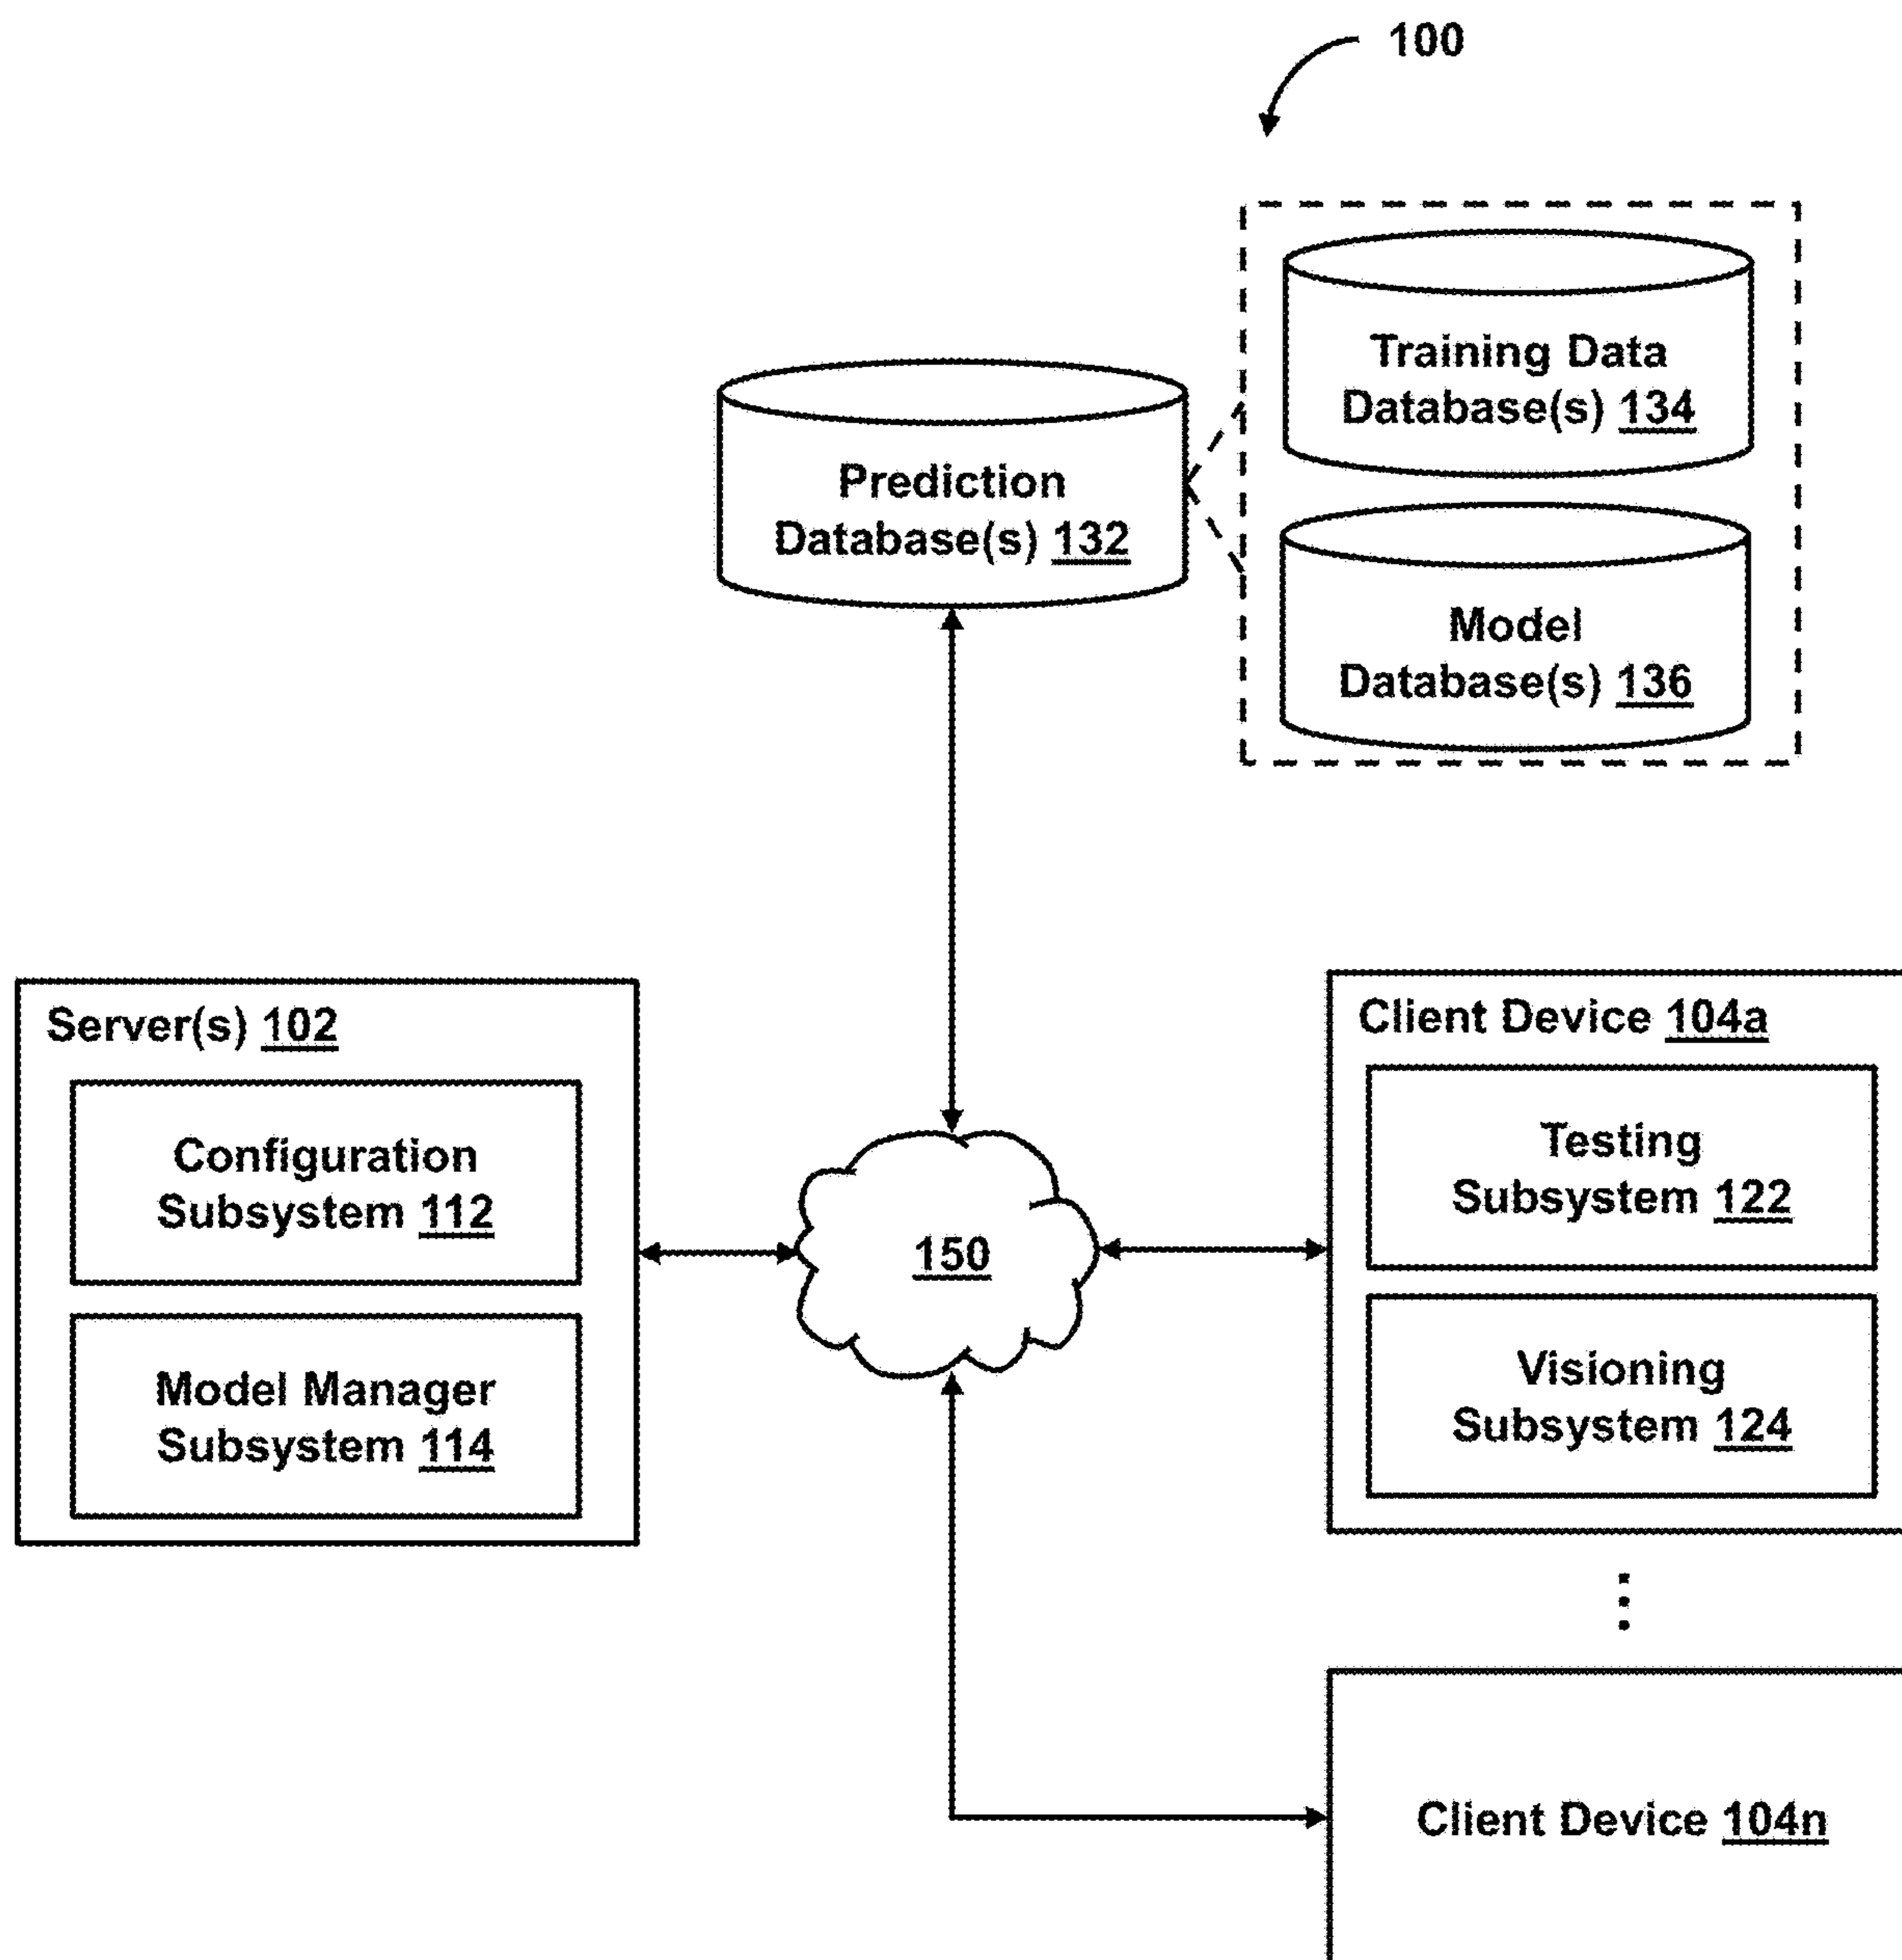 100
Training Data
Database(s) 134
Prediction
Database(s) 132
Model
Database(s) 136
Server(s) 102
Configuration
Subsystem 112
Model Manager
Subsystem 114
150
Client Device 104a
Testing
Subsystem 122
Visioning
Subsystem 124
Client Device 104n